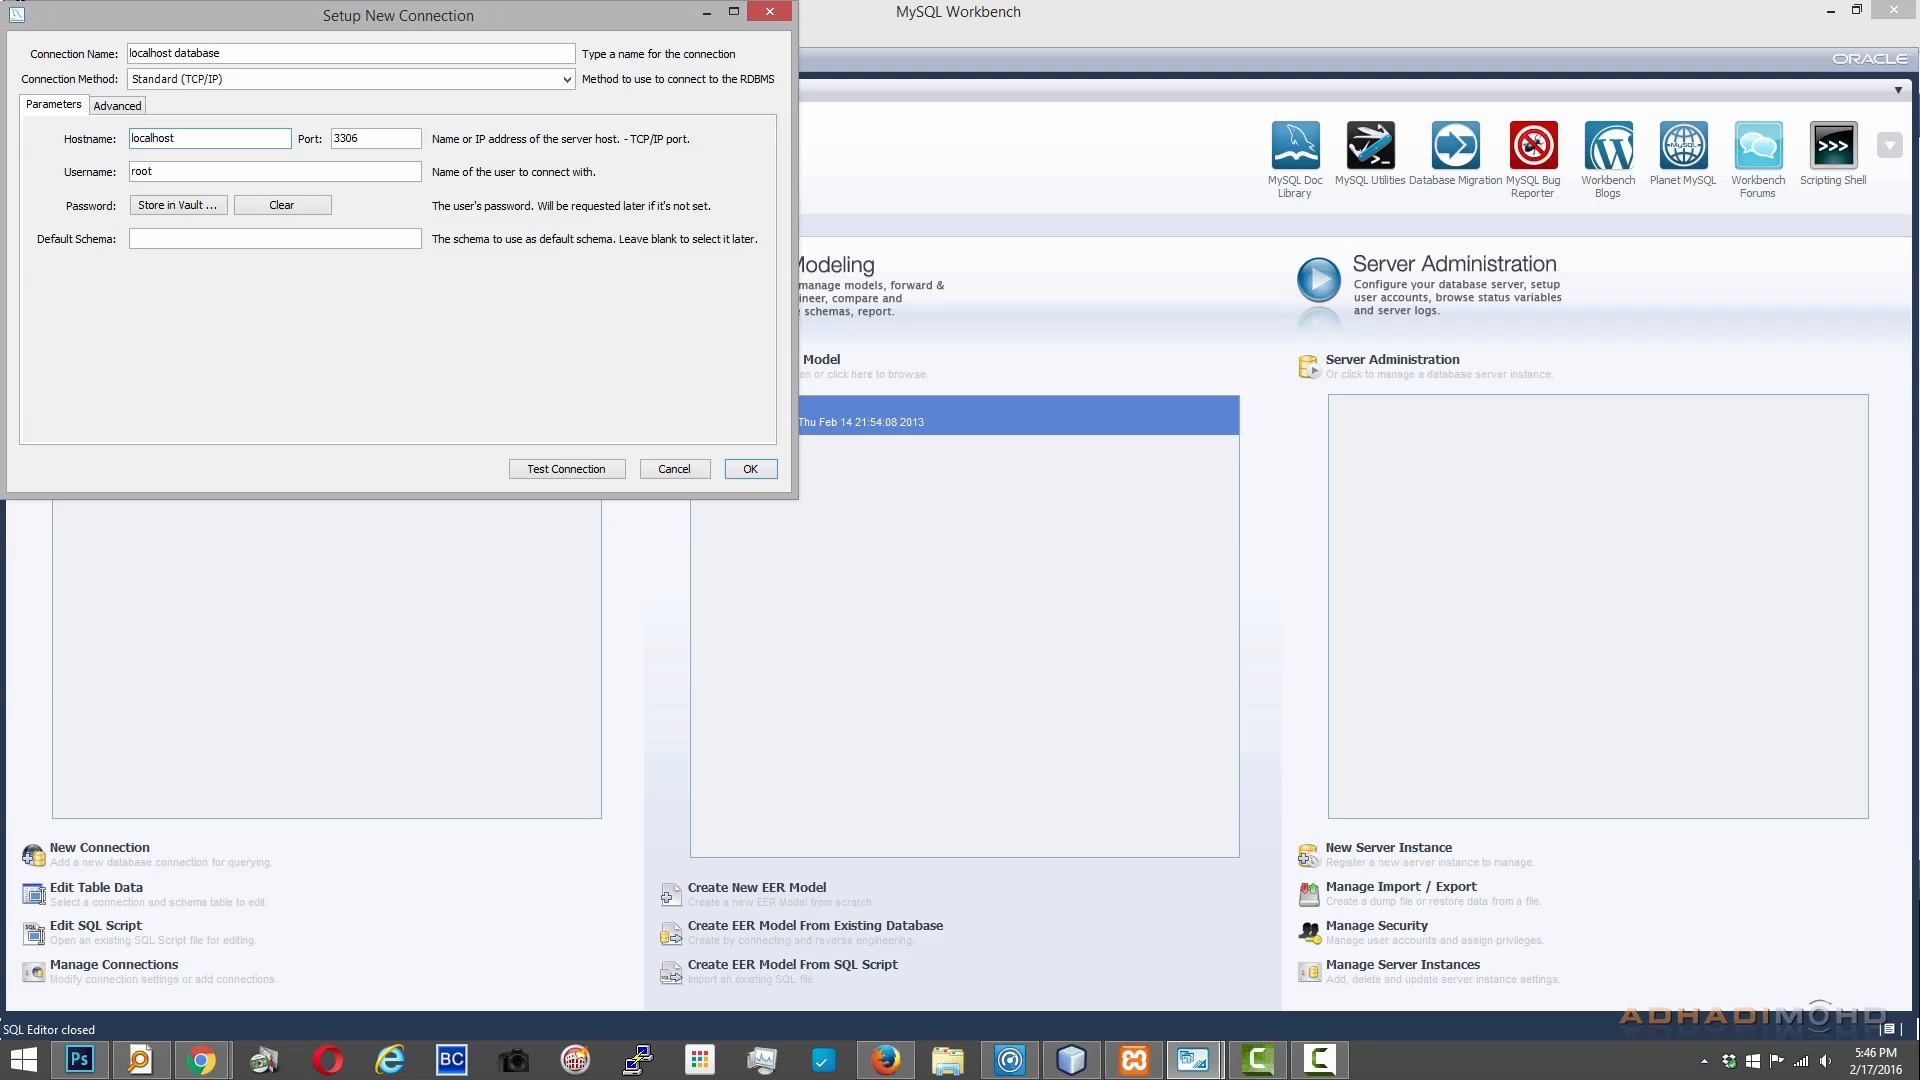 Setup New Connection
MySQL Workbench
Connection Name: localhost database Type a name for the connection
Connection Method: Standard (TCP/IP) Method to use to connect to the RDBMS
ORACLE
Parameters Advanced
Hostname: localhost Port: 3306 Name or IP address of the server host. - TCP/IP port.
Username: root Name of the user to connect with.
Password: Store in Vault ... Clear The user's password. Will be requested later if it's not set.
Default Schema: The schema to use as default schema. Leave blank to select it later.
Test Connection Cancel OK
>>>
MySQL
MySQL Doc
Library
MySQL Utilities
Database Migration
MySQL Bug
Reporter
Workbench
Blogs
Planet MySQL
Workbench
Forums
Scripting Shell
Modeling
manage models, forward &
ineer, compare and
e schemas, report.
Model
en or click here to browse.
Thu Feb 14 21:54:08 2013
Server Administration
Configure your database server, setup
user accounts, browse status variables
and server logs.
Server Administration
Or click to manage a database server instance.
New Connection
Add a new database connection for querying.
Edit Table Data
Select a connection and schema table to edit.
SQL
Edit SQL Script
Open an existing SQL Script file for editing.
Manage Connections
Modify connection settings or add connections.
Create New EER Model
Create a new EER Model from scratch.
Create EER Model From Existing Database
Create by connecting and reverse engineering.
SQL
Create EER Model From SQL Script
Import an existing SQL file.
New Server Instance
Register a new server instance to manage.
Manage Import / Export
Create a dump file or restore data from a file.
Manage Security
Manage user accounts and assign privileges.
Manage Server Instances
Add, delete and update server instance settings.
ADHADIMOHD
SQL Editor closed
Ps
BC
5:46 PM
2/17/2016